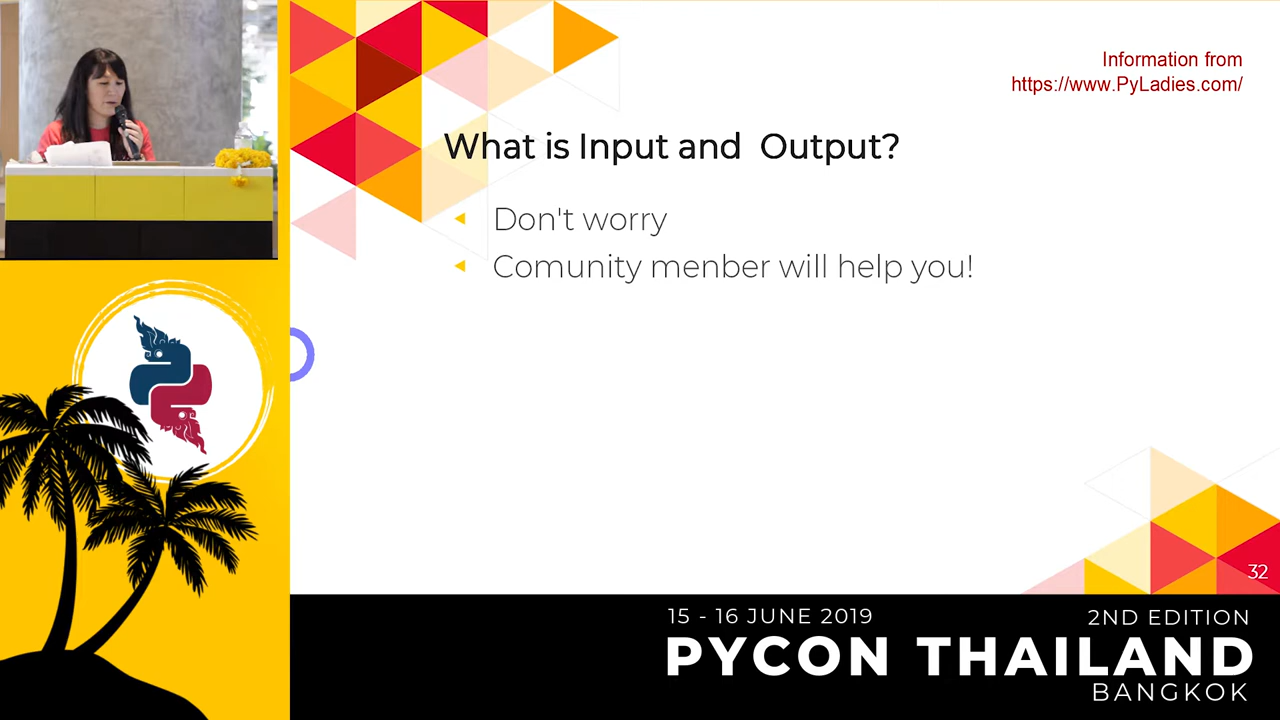 Information from
https://www.PyLadies.com/
What is Input and  Output?
Don't worry
Comunity menber will help you!
32
15 - 16 JUNE 2019
2ND EDITION
PYCON THAILAND
BANGKOK